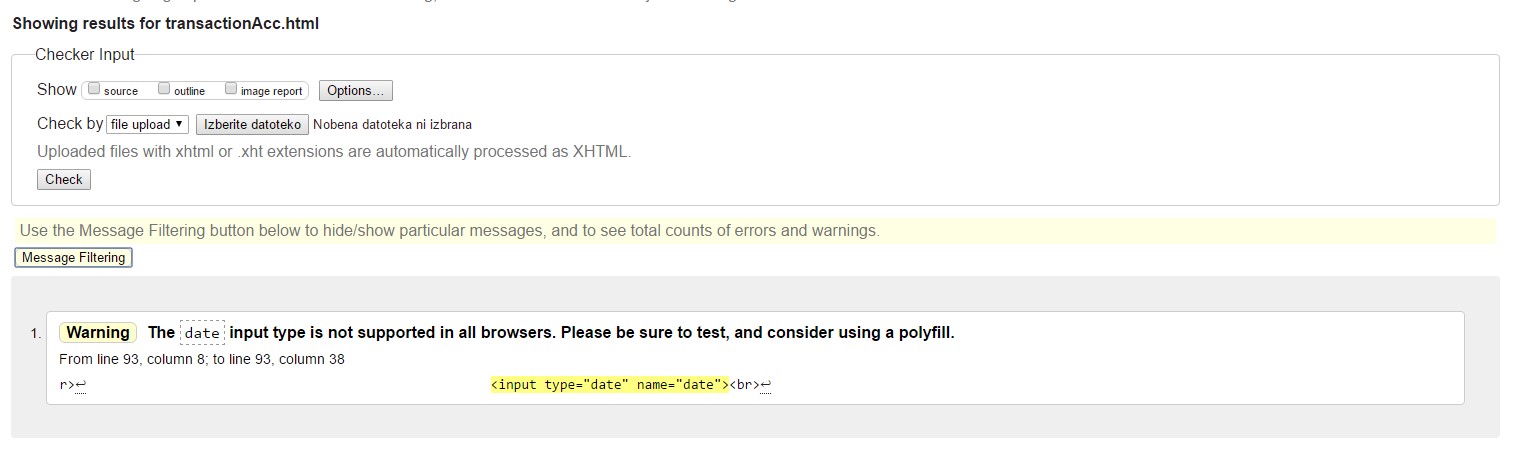 Showing results for transactionAcc.html
Checker Input
Show source outline image report Options...
Check by file upload Izberite datoteko Nobena datoteka ni izbrana
Uploaded files with xhtml or .xht extensions are automatically processed as XHTML.
Check
Use the Message Filtering button below to hide/show particular messages, and to see total counts of errors and warnings.
Message Filtering
1. Warning The date input type is not supported in all browsers. Please be sure to test, and consider using a polyfill.
From line 93, column 8; to line 93, column 38
r>↩ <input type="date" name="date"><br>↩